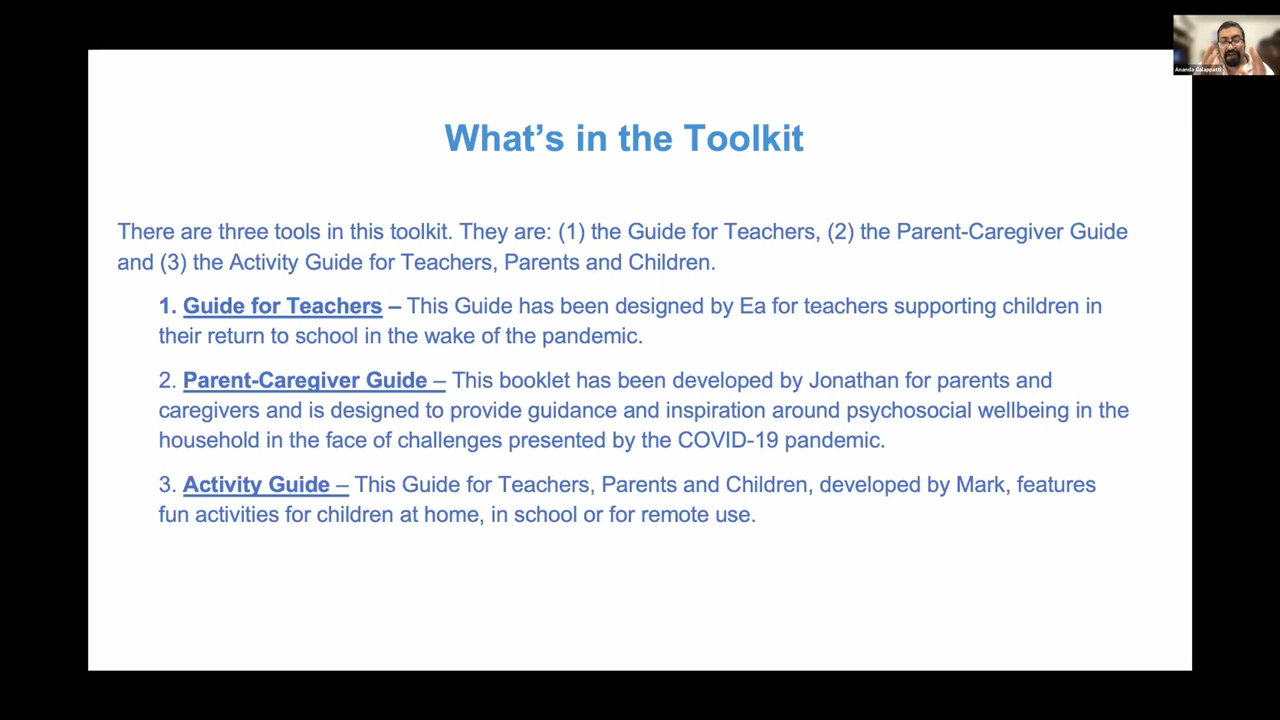 What's in the Toolkit
There are three tools in this toolkit. They are: (1) the Guide for Teachers, (2) the Parent-Caregiver Guide
and (3) the Activity Guide for Teachers, Parents and Children.
1. Guide for Teachers – This Guide has been designed by Ea for teachers supporting children in
their return to school in the wake of the pandemic.
2. Parent-Caregiver Guide – This booklet has been developed by Jonathan for parents and
caregivers and is designed to provide guidance and inspiration around psychosocial wellbeing in the
household in the face of challenges presented by the COVID-19 pandemic.
3. Activity Guide – This Guide for Teachers, Parents and Children, developed by Mark, features
fun activities for children at home, in school or for remote use.
Ananda Galappatti